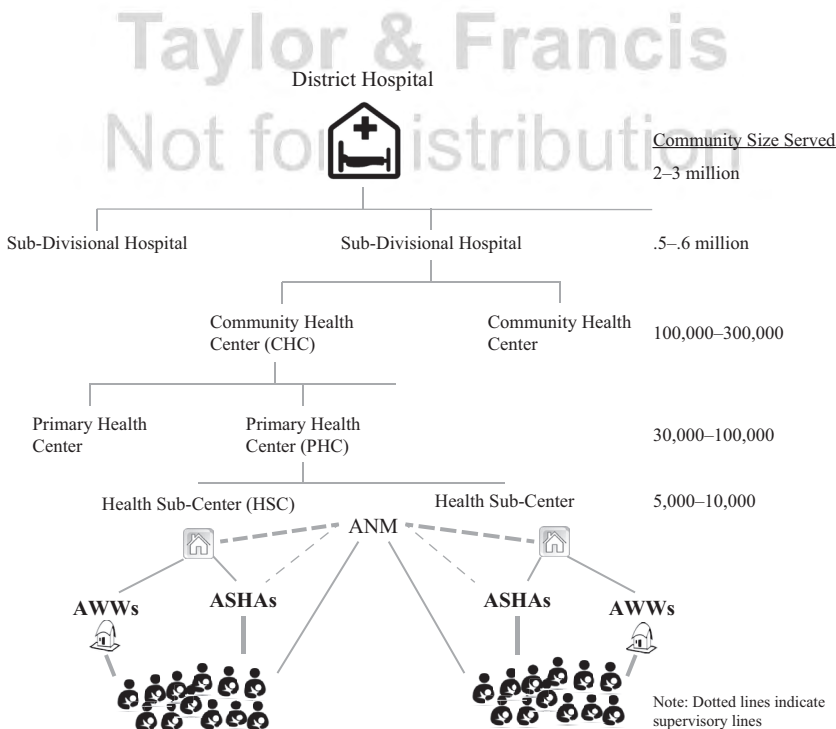 Taylor & Francis
District Hospital
Not for distribution
Community Size Served
2–3 million
Sub-Divisional Hospital
Sub-Divisional Hospital
.5–.6 million
Community Health
Center (CHC)
Community Health
Center
100,000–300,000
Primary Health
Center
Primary Health
Center (PHC)
30,000–100,000
Health Sub-Center (HSC)
Health Sub-Center
5,000–10,000
ANM
AWWs
ASHAs
ASHAs
AWWs
Note: Dotted lines indicate
supervisory lines